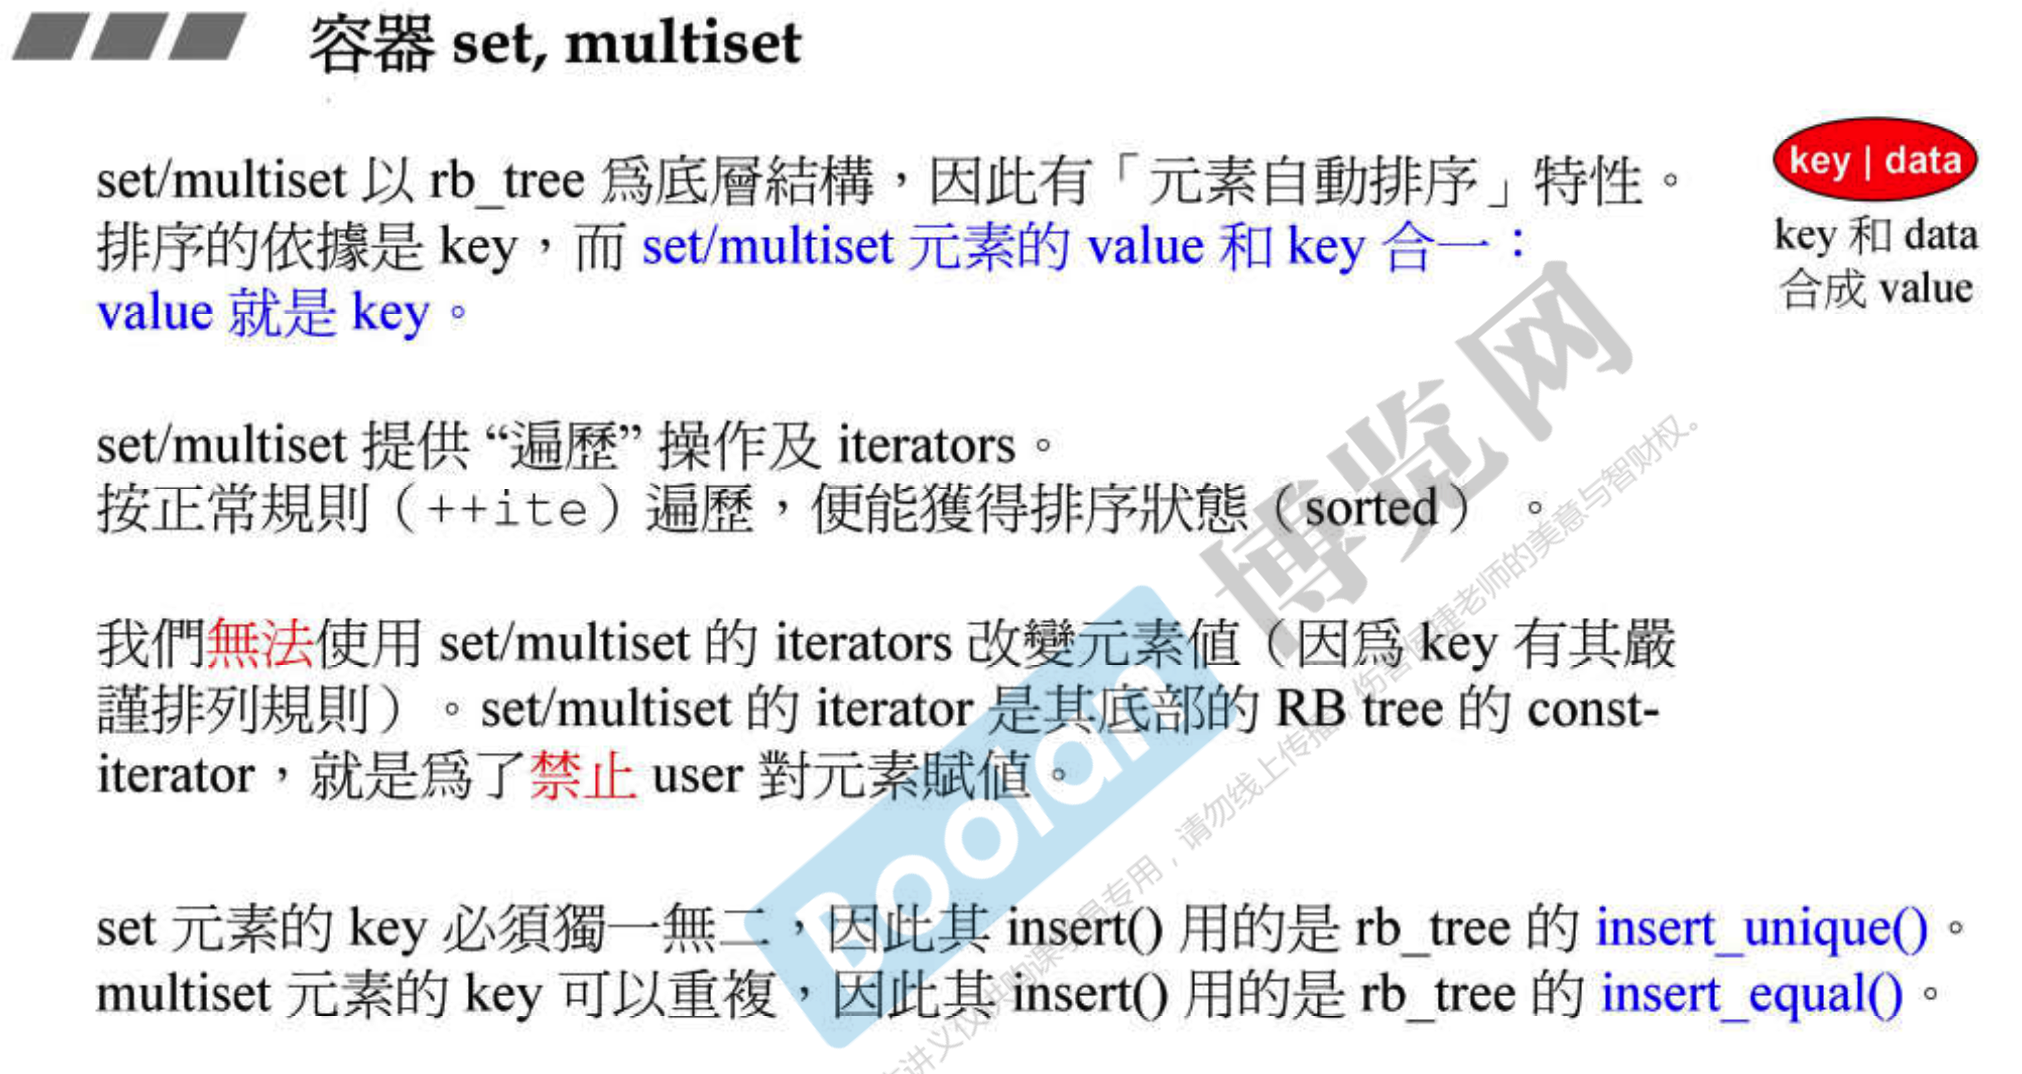 容器 set, multiset
set/multiset 以 rb_tree 爲底層結構，因此有「元素自動排序」特性。
排序的依據是 key，而 set/multiset 元素的 value 和 key 合一：
value 就是 key。
key | data
key 和 data
合成 value
set/multiset 提供 “遍歷” 操作及 iterators。
按正常規則（++ite）遍歷，便能獲得排序狀態（sorted）。
我們無法使用 set/multiset 的 iterators 改變元素值（因爲 key 有其嚴
謹排列規則）。set/multiset 的 iterator 是其底部的 RB tree 的 const-
iterator，就是爲了禁止 user 對元素賦值。
set 元素的 key 必須獨一無二，因此其 insert() 用的是 rb_tree 的 insert_unique()。
multiset 元素的 key 可以重複，因此其 insert() 用的是 rb_tree 的 insert_equal()。
Boolan 博览网
讲义仅供购课学员专用，请勿线上传播，伤害侯捷老师的美意与智财权。